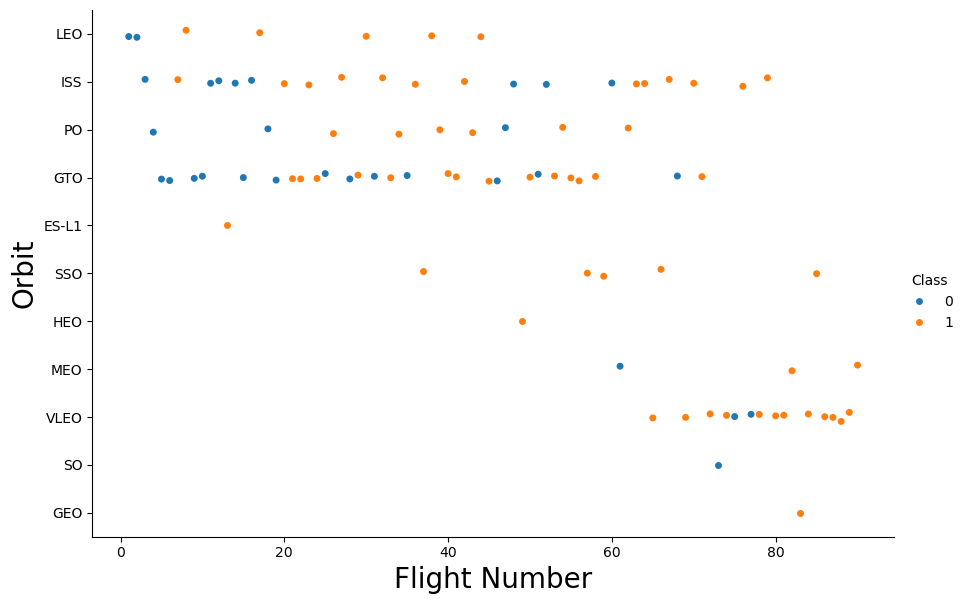 LEO
ISS
PO
GTO
ES-L1
SSO
HEO
MEO
VLEO
SO
GEO
Orbit
0 20 40 60 80
Flight Number
Class
0
1